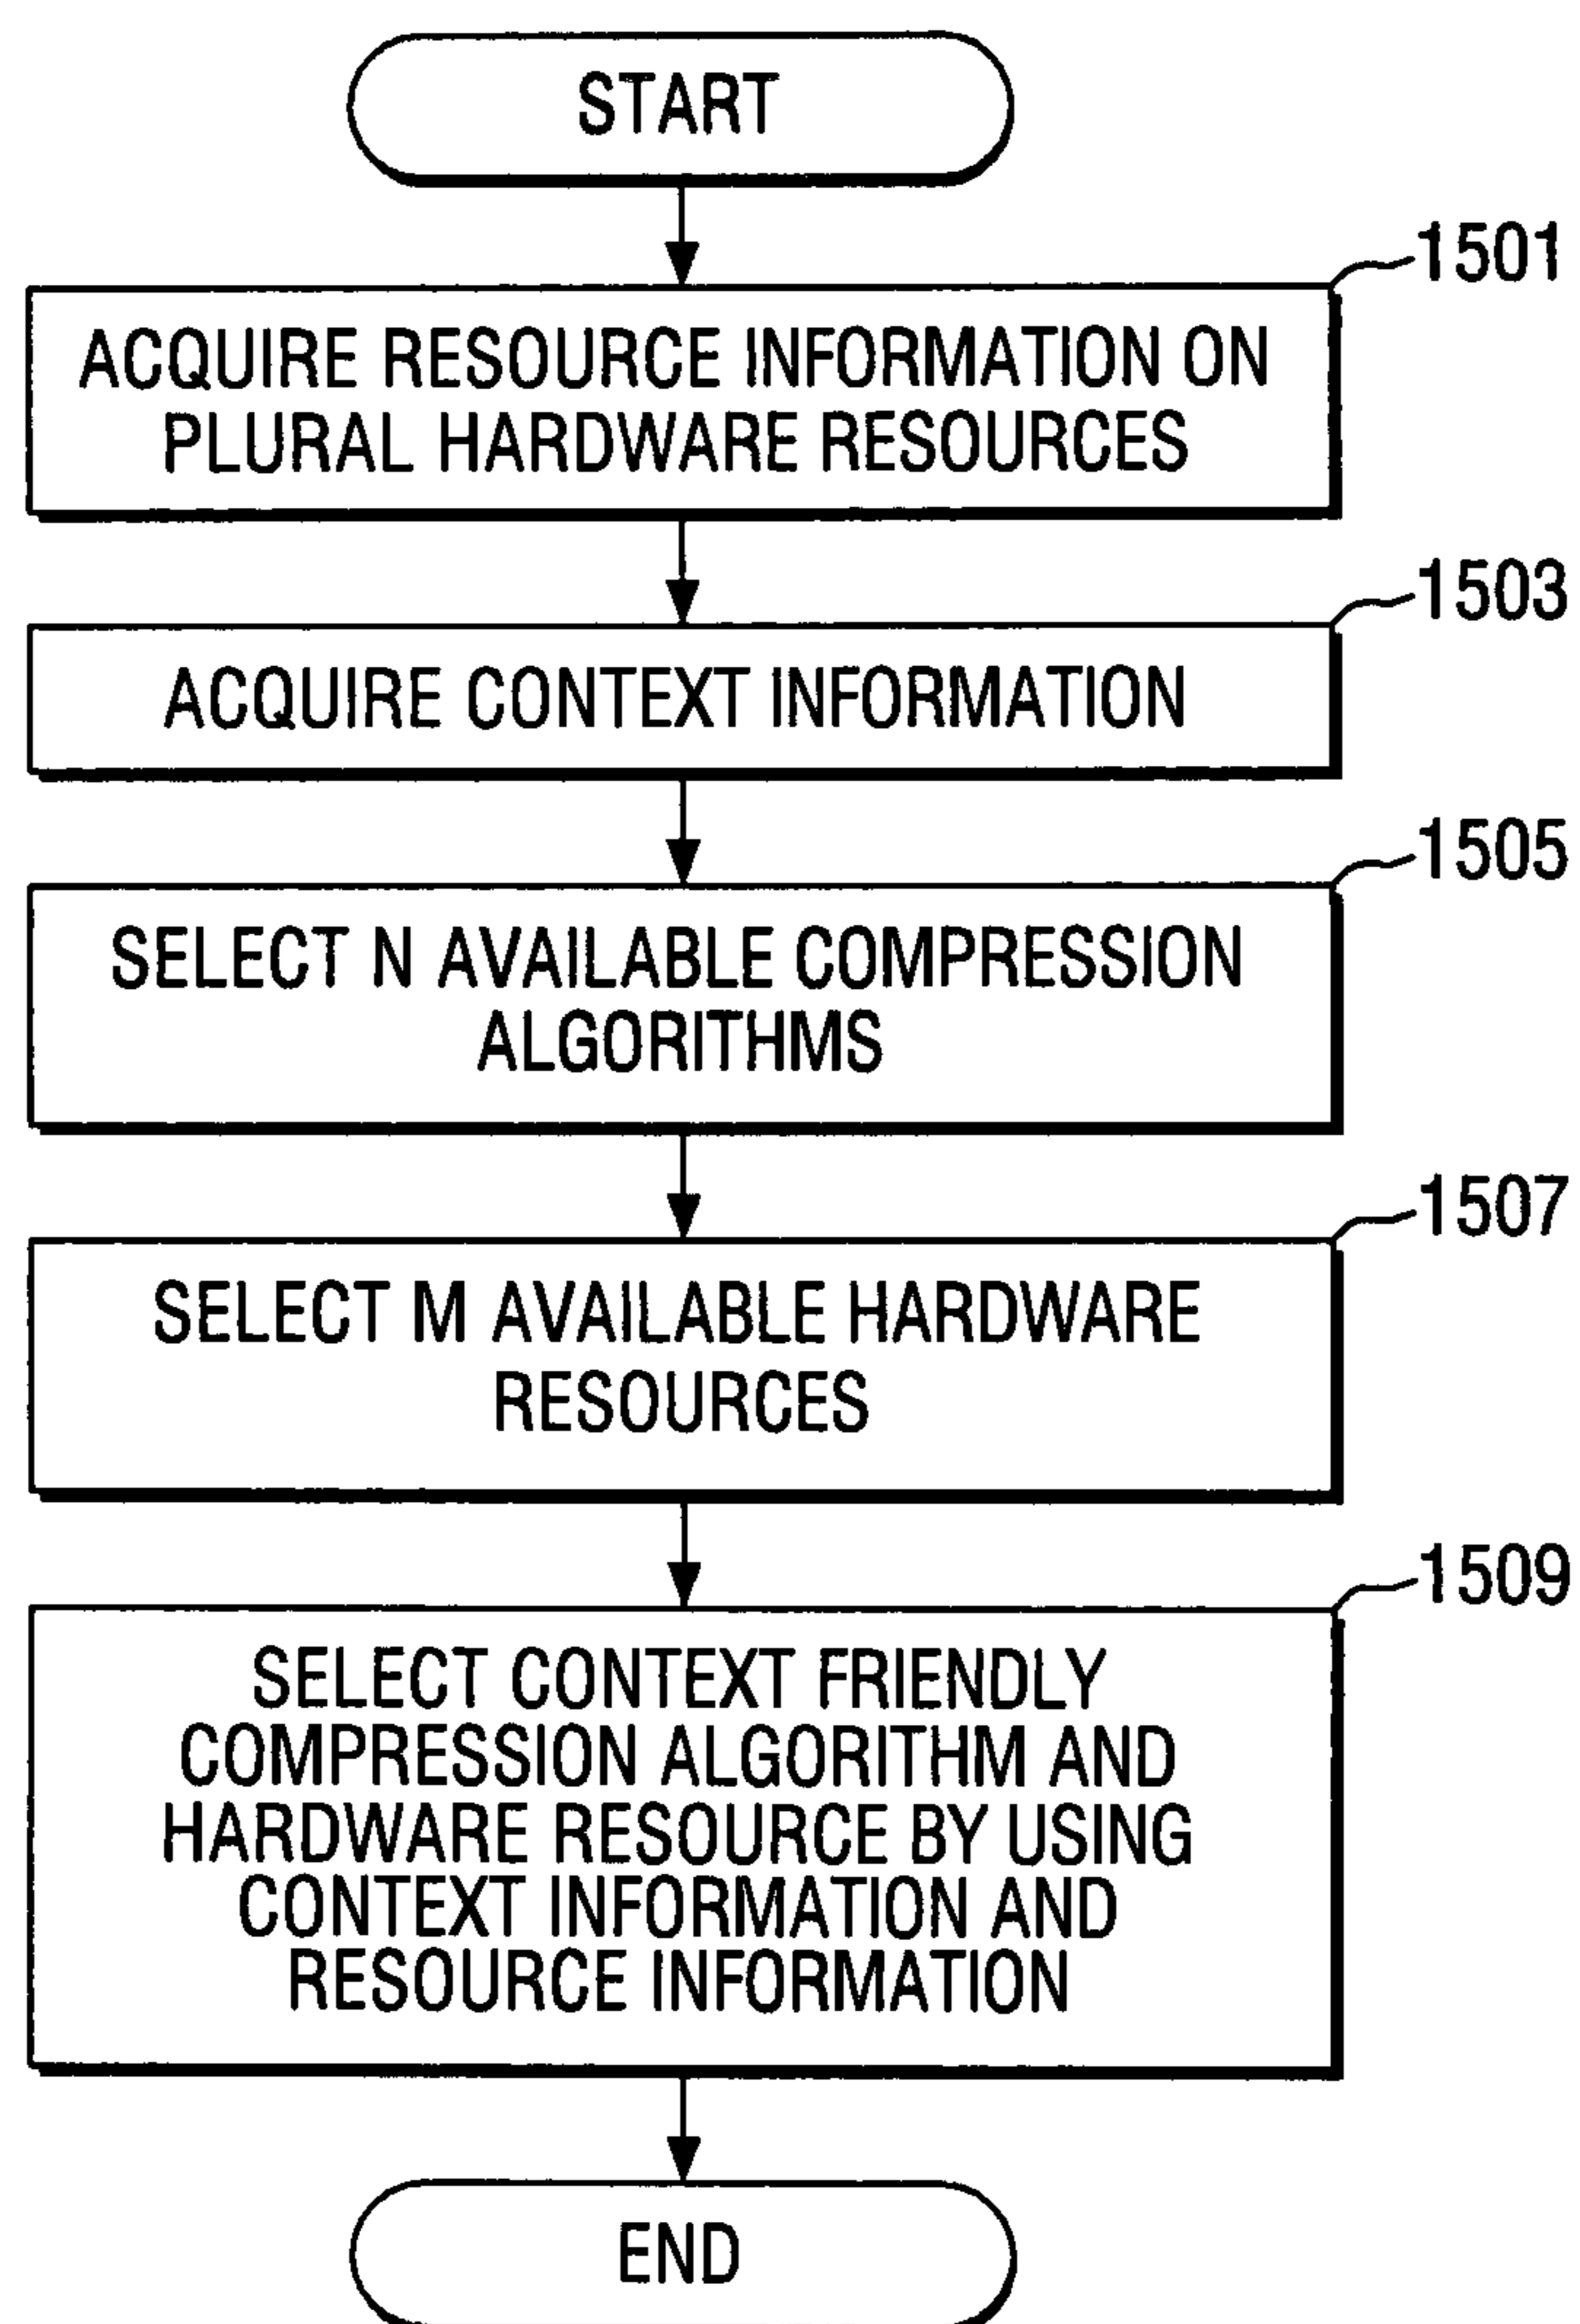 START
1501
ACQUIRE RESOURCE INFORMATION ON
PLURAL HARDWARE RESOURCES
1503
ACQUIRE CONTEXT INFORMATION
1505
SELECT N AVAILABLE COMPRESSION
ALGORITHMS
1507
SELECT M AVAILABLE HARDWARE
RESOURCES
1509
SELECT CONTEXT FRIENDLY
COMPRESSION ALGORITHM AND
HARDWARE RESOURCE BY USING
CONTEXT INFORMATION AND
RESOURCE INFORMATION
END